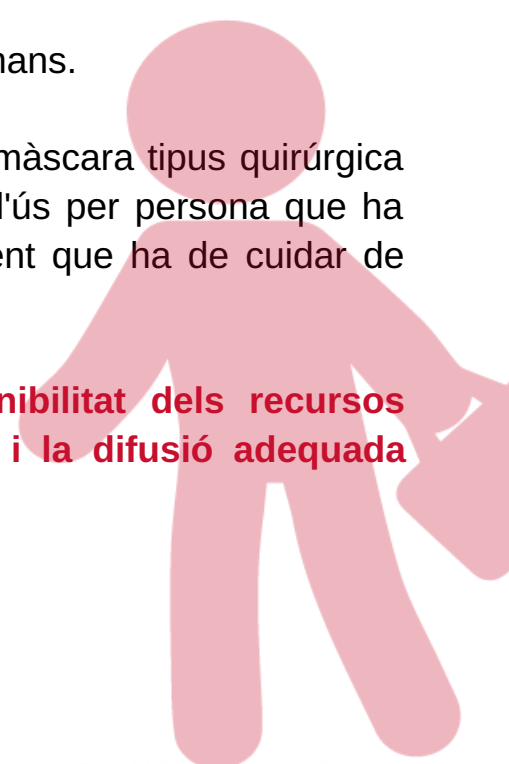 mans.
màscara tipus quirúrgica
d'ús per persona que ha
ent que ha de cuidar de
nibilitat dels recursos
i la difusió adequada